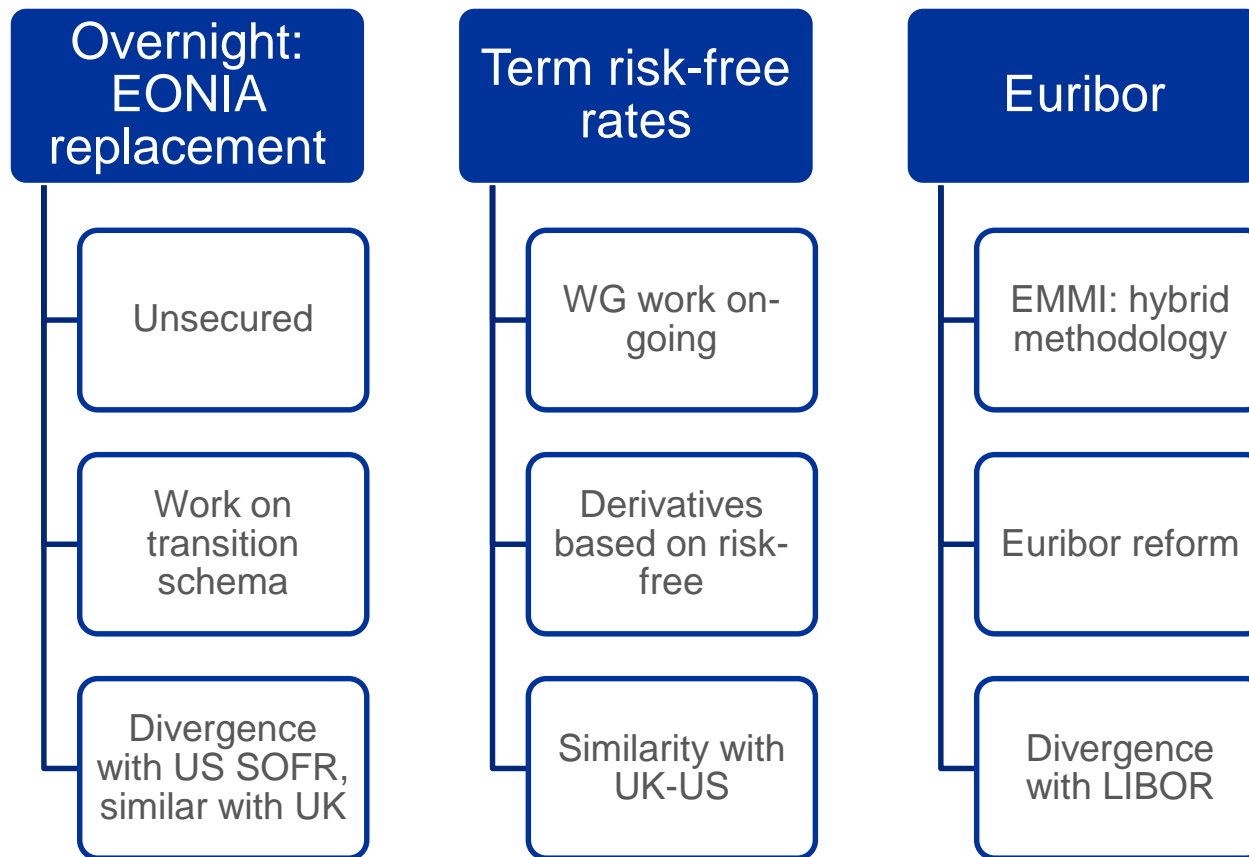 Overnight:
EONIA
replacement
Unsecured
Work on
transition
schema
Divergence
with US SOFR,
similar with UK
Term risk-free
rates
WG work on-
going
Derivatives
based on risk-
free
Similarity with
UK-US
Euribor
EMMI: hybrid
methodology
Euribor reform
Divergence
with LIBOR